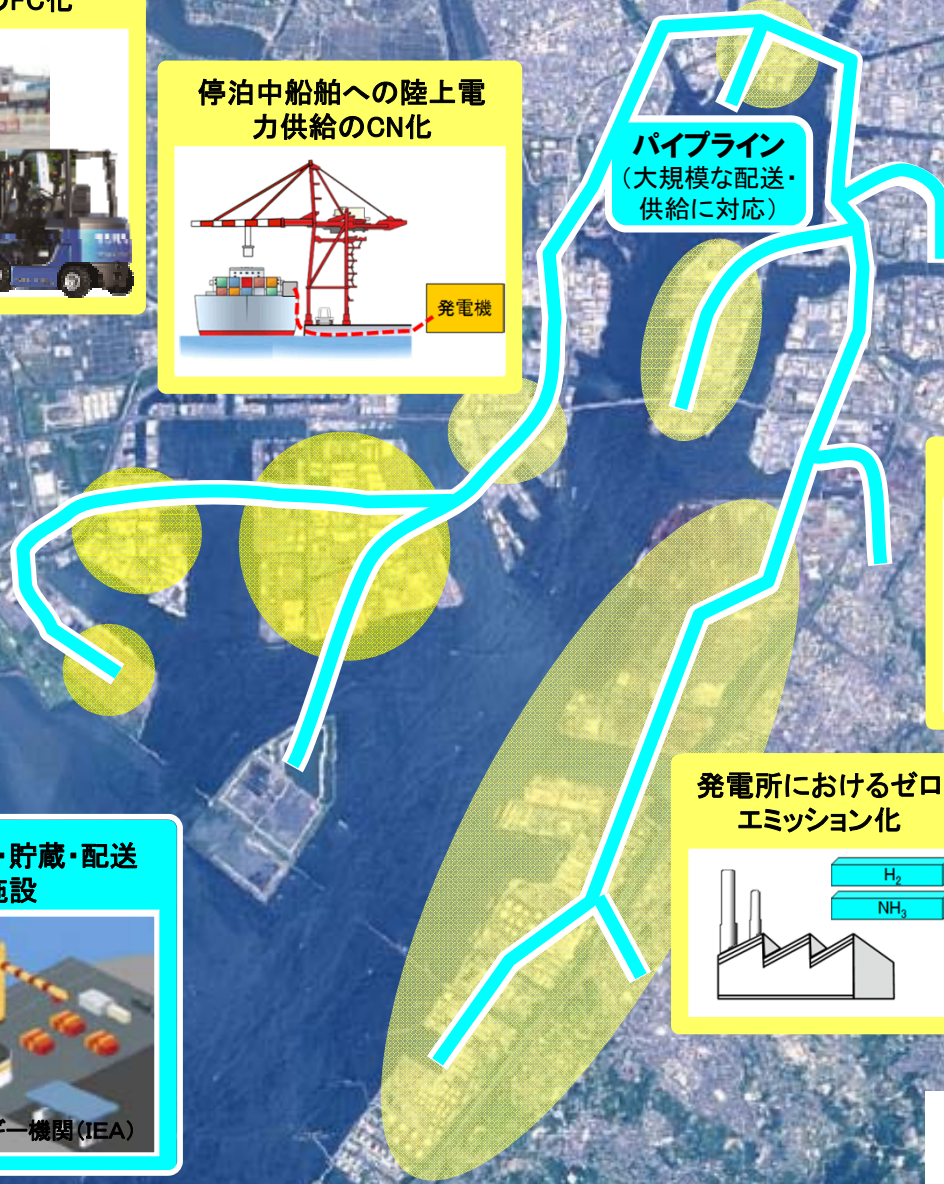 のFC化
停泊中船舶への陸上電
力供給のCN化
発電機
パイプライン
（大規模な配送・
供給に対応）
発電所におけるゼロ
エミッション化
H₂
NH₃
・貯蔵・配送
施設
ギー機関(IEA)